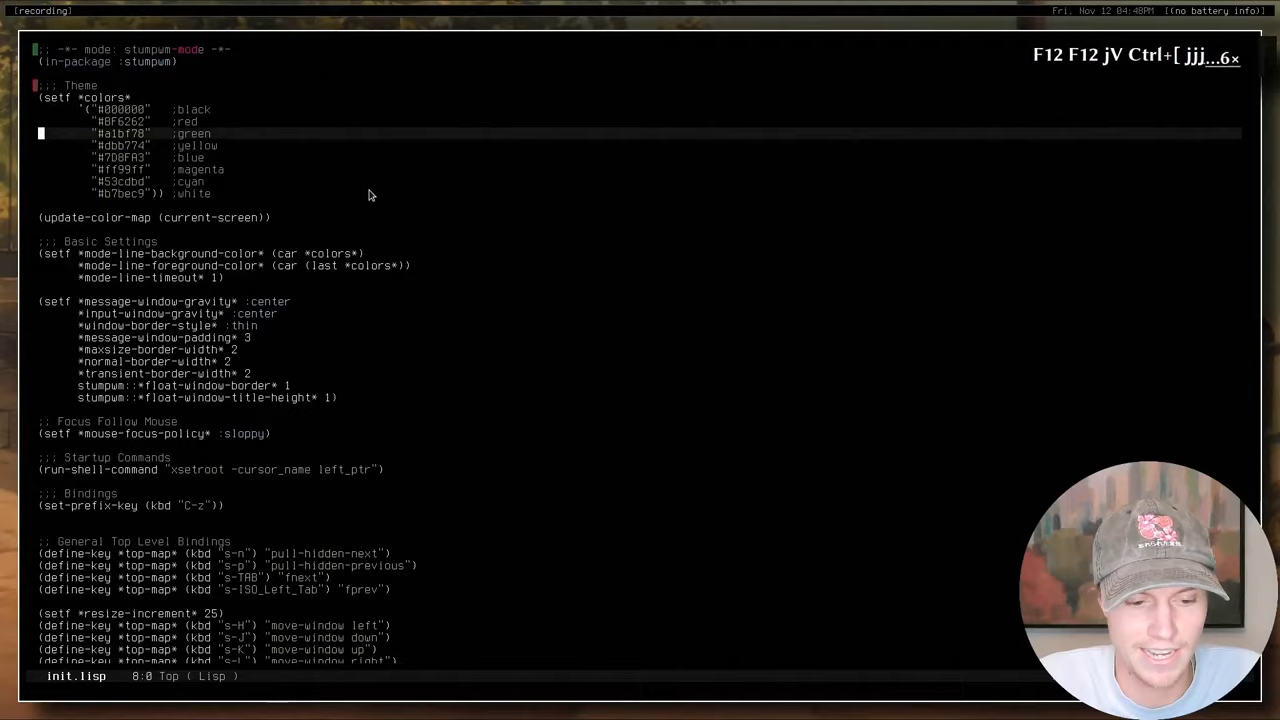 [recording]
Fri, Nov 12 04:48PM [(no battery info)]
F12 F12 jV Ctrl+[ jjj...6×
;; -*- mode: stumpwm-mode -*-
(in-package :stumpwm)
;;; Theme
(setf *colors*
'("#000000" ;black
"#BF6262" ;red
"#a1bf78" ;green
"#dbb774" ;yellow
"#7D8FA3" ;blue
"#ff99ff" ;magenta
"#53cdbd" ;cyan
"#b7bec9")) ;white
(update-color-map (current-screen))
;;; Basic Settings
(setf *mode-line-background-color* (car *colors*)
*mode-line-foreground-color* (car (last *colors*))
*mode-line-timeout* 1)
(setf *message-window-gravity* :center
*input-window-gravity* :center
*window-border-style* :thin
*message-window-padding* 3
*maxsize-border-width* 2
*normal-border-width* 2
*transient-border-width* 2
stumpwm::*float-window-border* 1
stumpwm::*float-window-title-height* 1)
;; Focus Follow Mouse
(setf *mouse-focus-policy* :sloppy)
;;; Startup Commands
(run-shell-command "xsetroot -cursor_name left_ptr")
;;; Bindings
(set-prefix-key (kbd "C-z"))
;; General Top Level Bindings
(define-key *top-map* (kbd "s-n") "pull-hidden-next")
(define-key *top-map* (kbd "s-p") "pull-hidden-previous")
(define-key *top-map* (kbd "s-TAB") "fnext")
(define-key *top-map* (kbd "s-ISO_Left_Tab") "fprev")
(setf *resize-increment* 25)
(define-key *top-map* (kbd "s-H") "move-window left")
(define-key *top-map* (kbd "s-J") "move-window down")
(define-key *top-map* (kbd "s-K") "move-window up")
(define-key *top-map* (kbd "s-L") "move-window right")
init.lisp 8:0 Top ( Lisp )